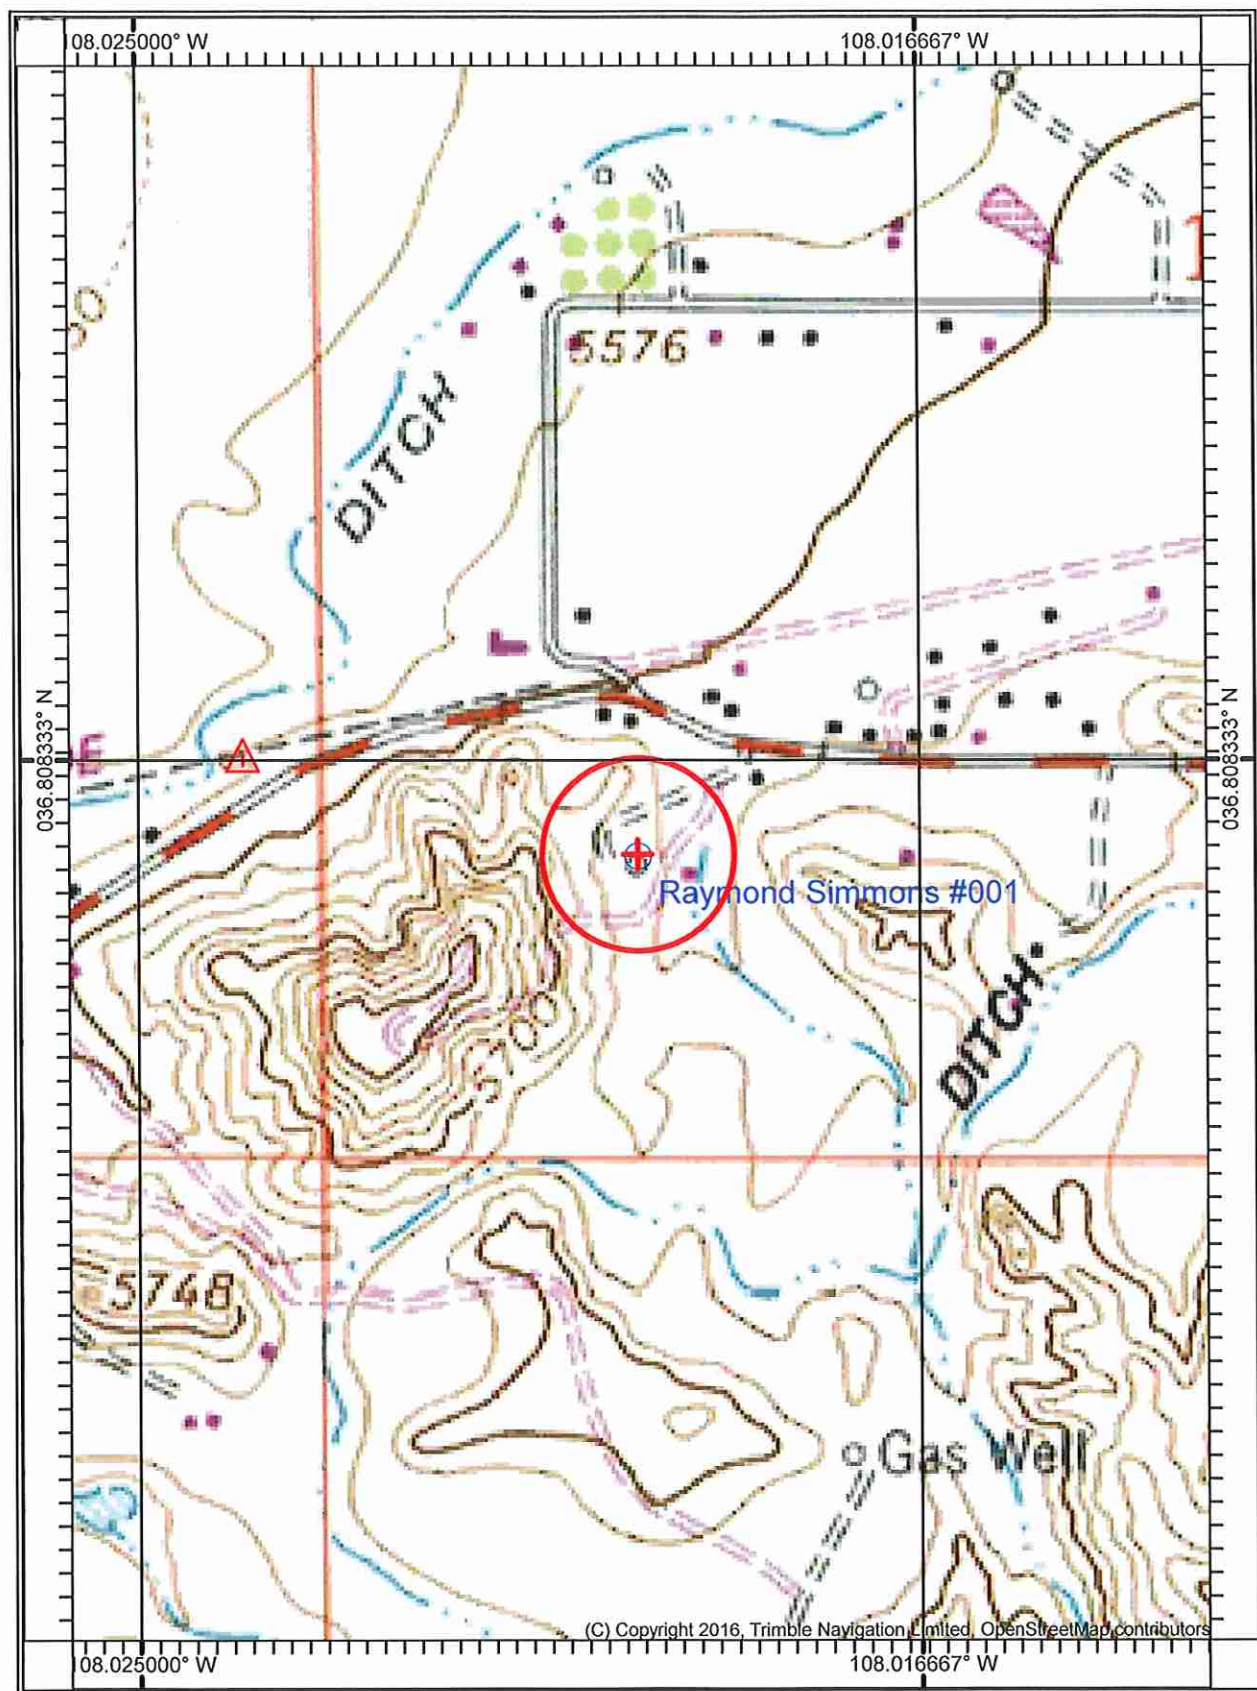 108.025000° W
108.016667° W
5576
DITCH
036.808333° N
036.808333° N
E
Raymond Simmons #001
DITCH
5748
Gas Well
(C) Copyright 2016, Trimble Navigation Limited, OpenStreetMap contributors
108.025000° W
108.016667° W